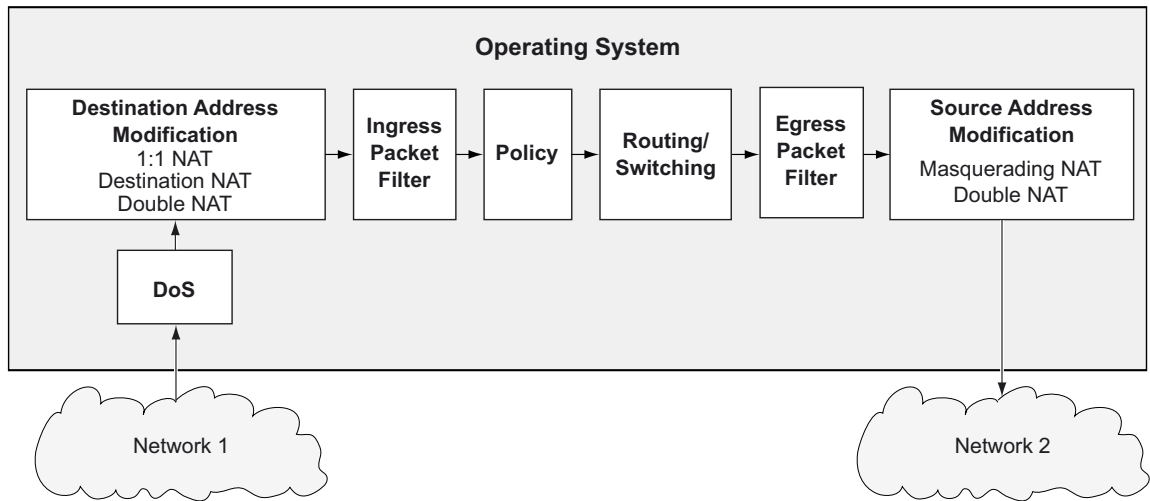 Operating System
Destination Address
Modification
1:1 NAT
Destination NAT
Double NAT
Ingress
Packet
Filter
Policy
Routing/
Switching
Egress
Packet
Filter
Source Address
Modification
Masquerading NAT
Double NAT
DoS
Network 1
Network 2